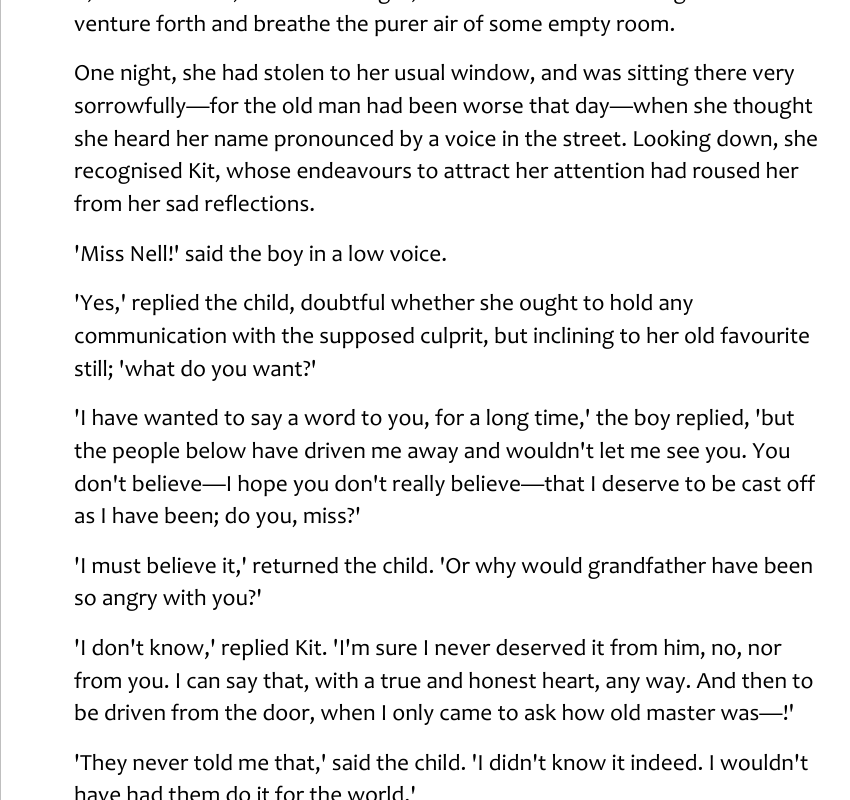 venture forth and breathe the purer air of some empty room.
One night, she had stolen to her usual window, and was sitting there very
sorrowfully—for the old man had been worse that day—when she thought
she heard her name pronounced by a voice in the street. Looking down, she
recognised Kit, whose endeavours to attract her attention had roused her
from her sad reflections.
'Miss Nell!' said the boy in a low voice.
'Yes,' replied the child, doubtful whether she ought to hold any
communication with the supposed culprit, but inclining to her old favourite
still; 'what do you want?'
'I have wanted to say a word to you, for a long time,' the boy replied, 'but
the people below have driven me away and wouldn't let me see you. You
don't believe—I hope you don't really believe—that I deserve to be cast off
as I have been; do you, miss?'
'I must believe it,' returned the child. 'Or why would grandfather have been
so angry with you?'
'I don't know,' replied Kit. 'I'm sure I never deserved it from him, no, nor
from you. I can say that, with a true and honest heart, any way. And then to
be driven from the door, when I only came to ask how old master was—!'
'They never told me that,' said the child. 'I didn't know it indeed. I wouldn't
have had them do it for the world.'